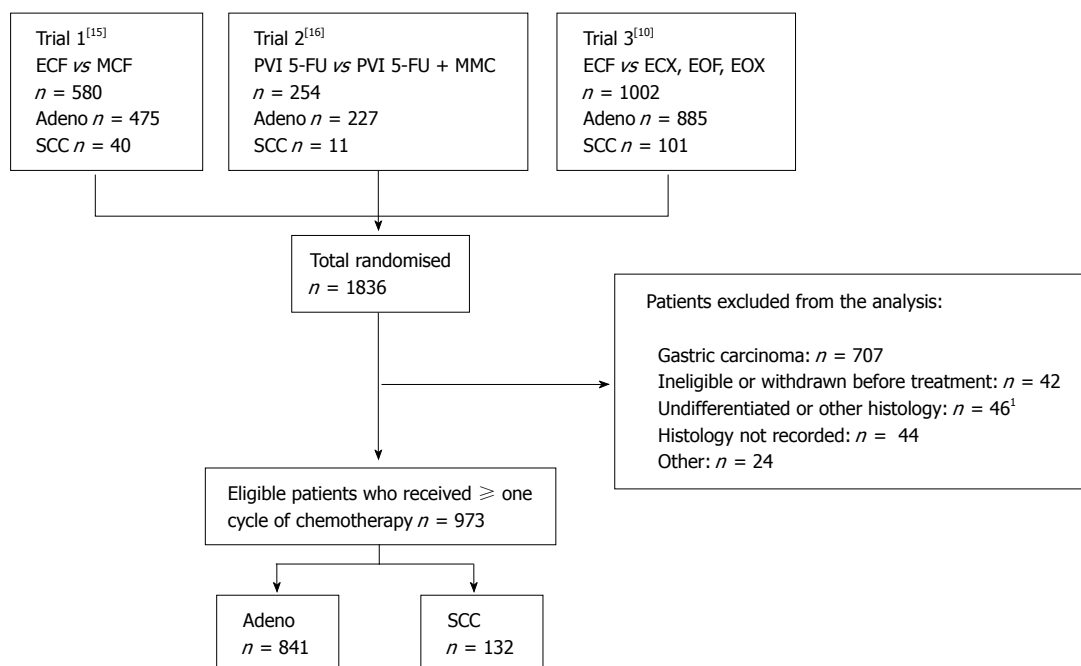 Trial 1[15]
ECF vs MCF
n = 580
Adeno n = 475
SCC n = 40
Trial 2[16]
PVI 5-FU vs PVI 5-FU + MMC
n = 254
Adeno n = 227
SCC n = 11
Trial 3[10]
ECF vs ECX, EOF, EOX
n = 1002
Adeno n = 885
SCC n = 101
Total randomised
n = 1836
Patients excluded from the analysis:
Gastric carcinoma: n = 707
Ineligible or withdrawn before treatment: n = 42
Undifferentiated or other histology: n = 46¹
Histology not recorded: n = 44
Other: n = 24
Eligible patients who received ⩾ one
cycle of chemotherapy n = 973
Adeno
n = 841
SCC
n = 132